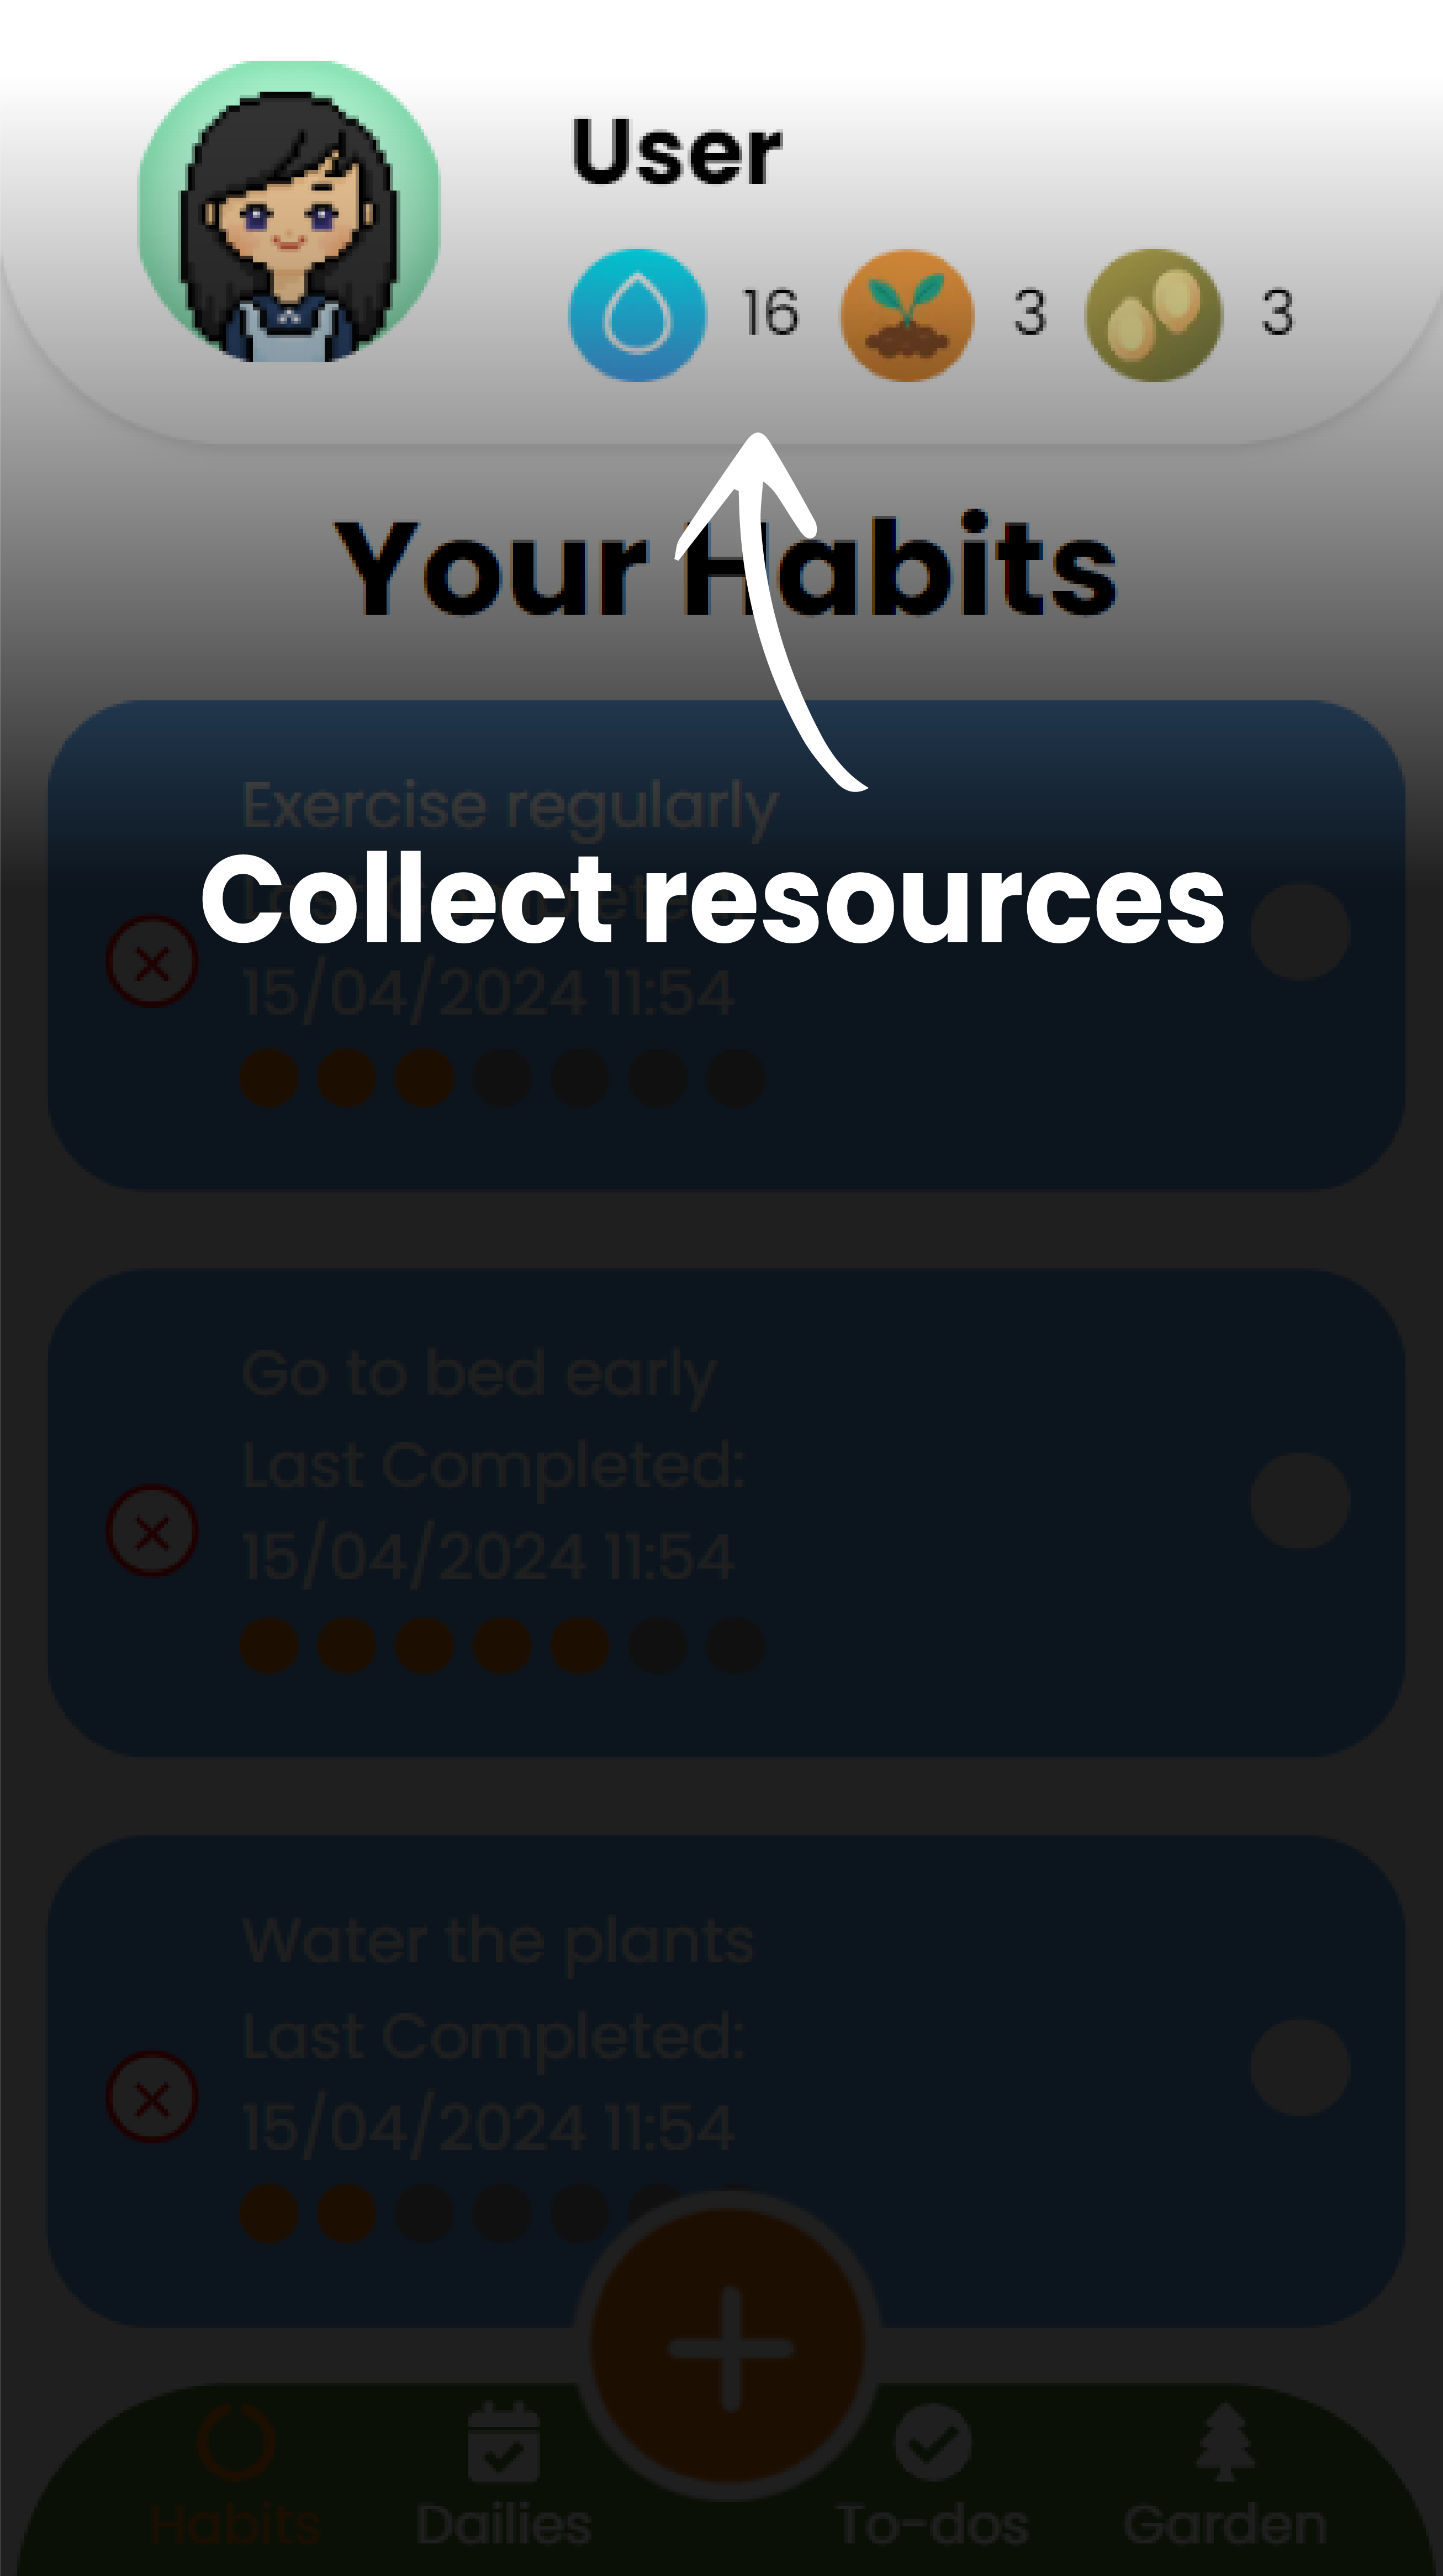 User
16 3 3
Your Habits
Exercise regularly
Collect resources
15/04/2024 11:54
Go to bed early
Last Completed:
15/04/2024 11:54
Water the plants
Last Completed:
15/04/2024 11:54
Habits Dailies To-dos Garden